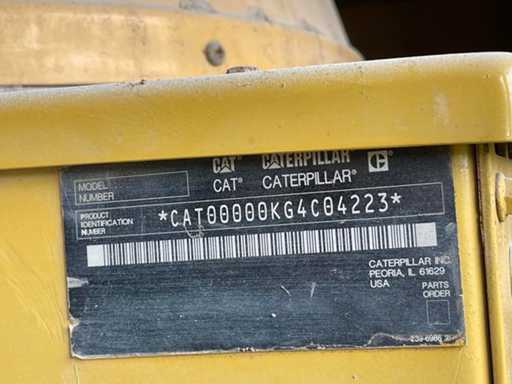 CAT CATERPILLAR C
MODEL
NUMBER
CAT® CATERPILLAR®
PRODUCT
IDENTIFICATION
NUMBER
*CAT00000KG4C04223*
CATERPILLAR INC.
PEORIA, IL 61629
USA
PARTS
ORDER